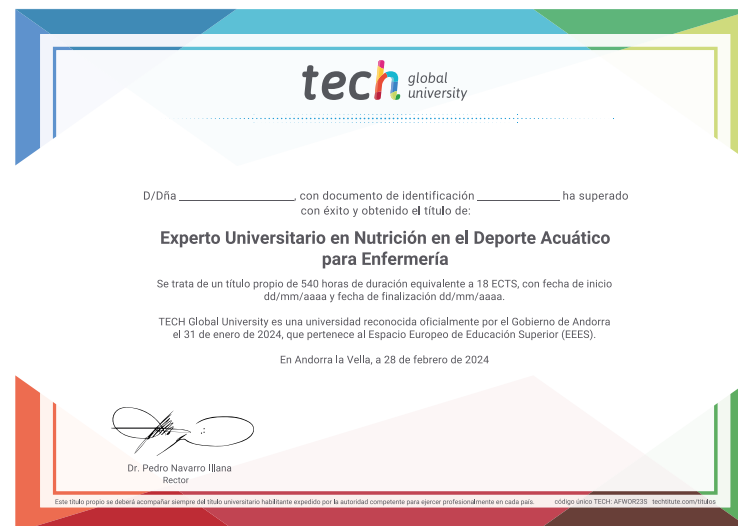 tech global university
D/Dña ____________, con documento de identificación ____________ ha superado
con éxito y obtenido el título de:
Experto Universitario en Nutrición en el Deporte Acuático
para Enfermería
Se trata de un título propio de 540 horas de duración equivalente a 18 ECTS, con fecha de inicio
dd/mm/aaaa y fecha de finalización dd/mm/aaaa.
TECH Global University es una universidad reconocida oficialmente por el Gobierno de Andorra
el 31 de enero de 2024, que pertenece al Espacio Europeo de Educación Superior (EEES).
En Andorra la Vella, a 28 de febrero de 2024
Dr. Pedro Navarro Illana
Rector
Este título propio se deberá acompañar siempre del título universitario habilitante expedido por la autoridad competente para ejercer profesionalmente en cada país. código único TECH: AFWOR23S techtitute.com/titulos